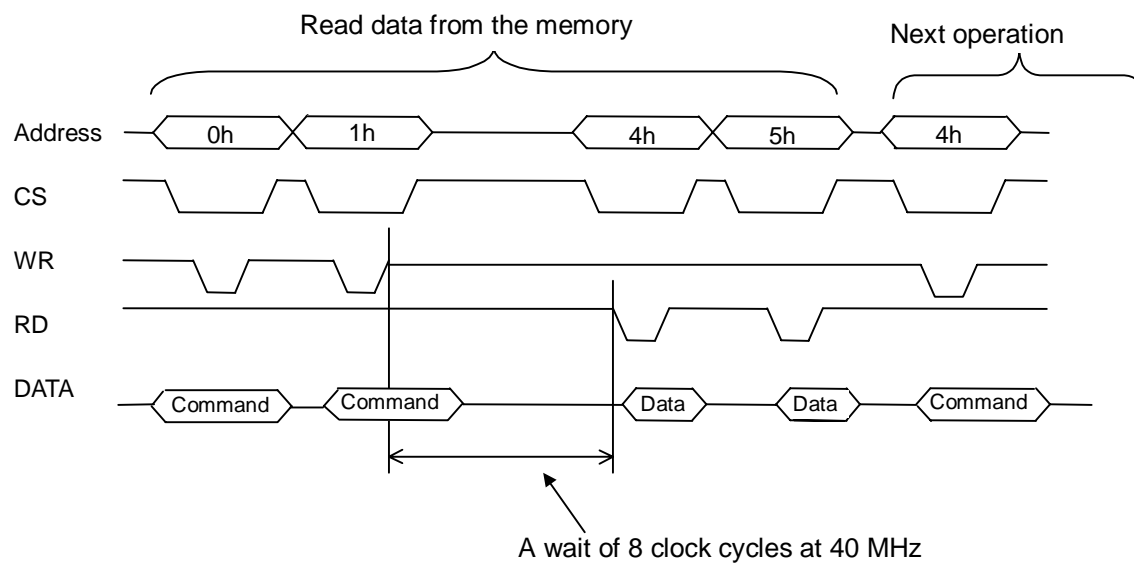 Read data from the memory
Next operation
Address 0h 1h 4h 5h 4h
CS
WR
RD
DATA Command Command Data Data Command
A wait of 8 clock cycles at 40 MHz